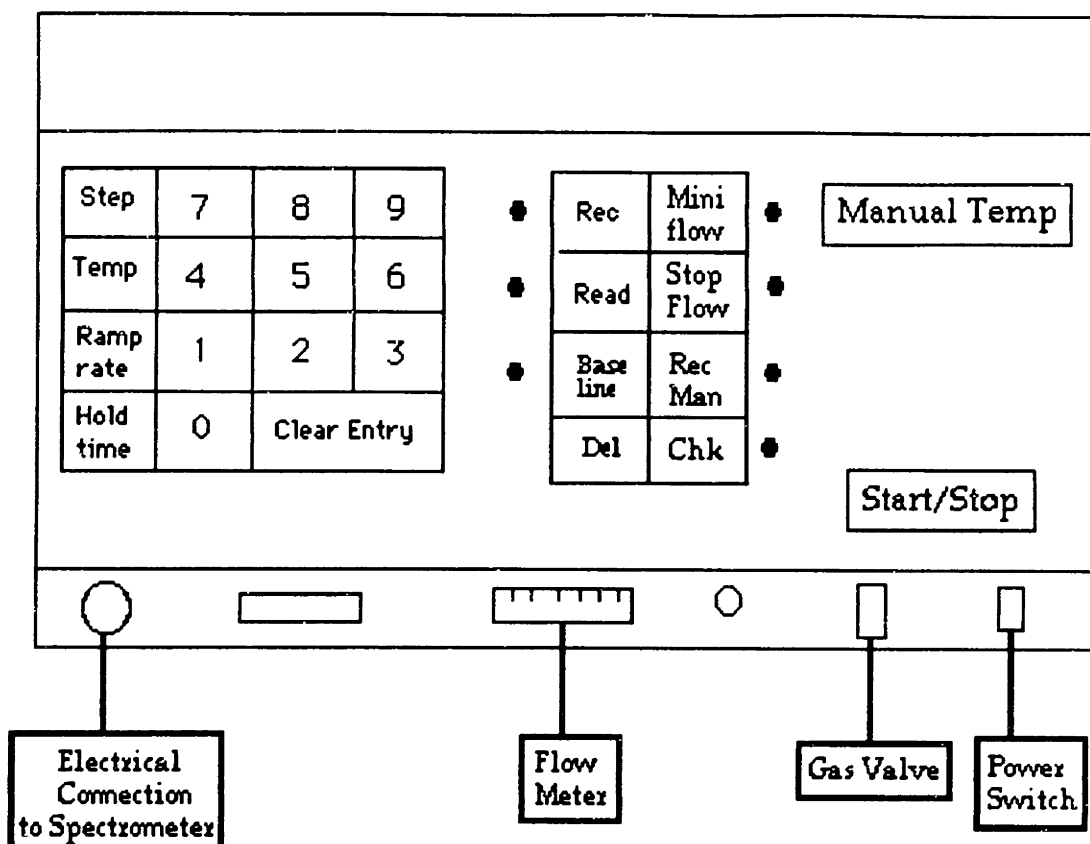 Step 7 8 9
Temp 4 5 6
Ramp
rate 1 2 3
Hold
time 0 Clear Entry
Rec
Mini
flow
Read
Stop
Flow
Base
line
Rec
Man
Del
Chk
Manual Temp
Start/Stop
Electrical
Connection
to Spectrometer
Flow
Meter
Gas Valve
Power
Switch